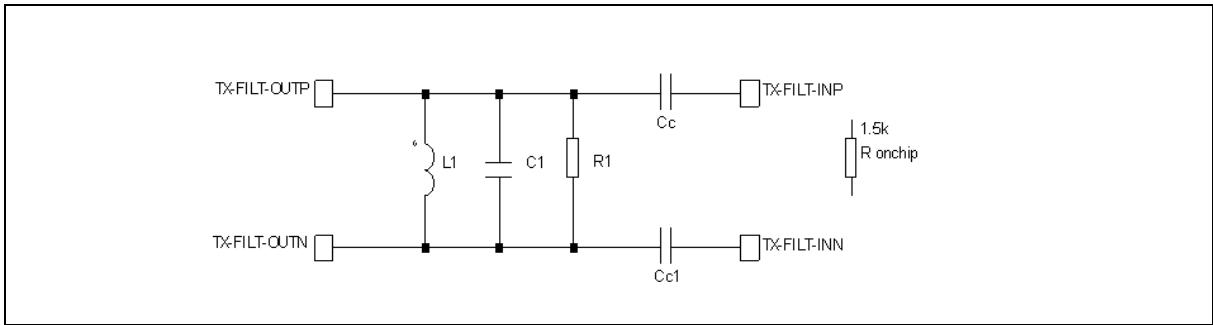 TX-FILT-OUTP
TX-FILT-INP
Cc
1.5k
R onchip
L1
C1
R1
TX-FILT-OUTN
TX-FILT-INN
Cc1